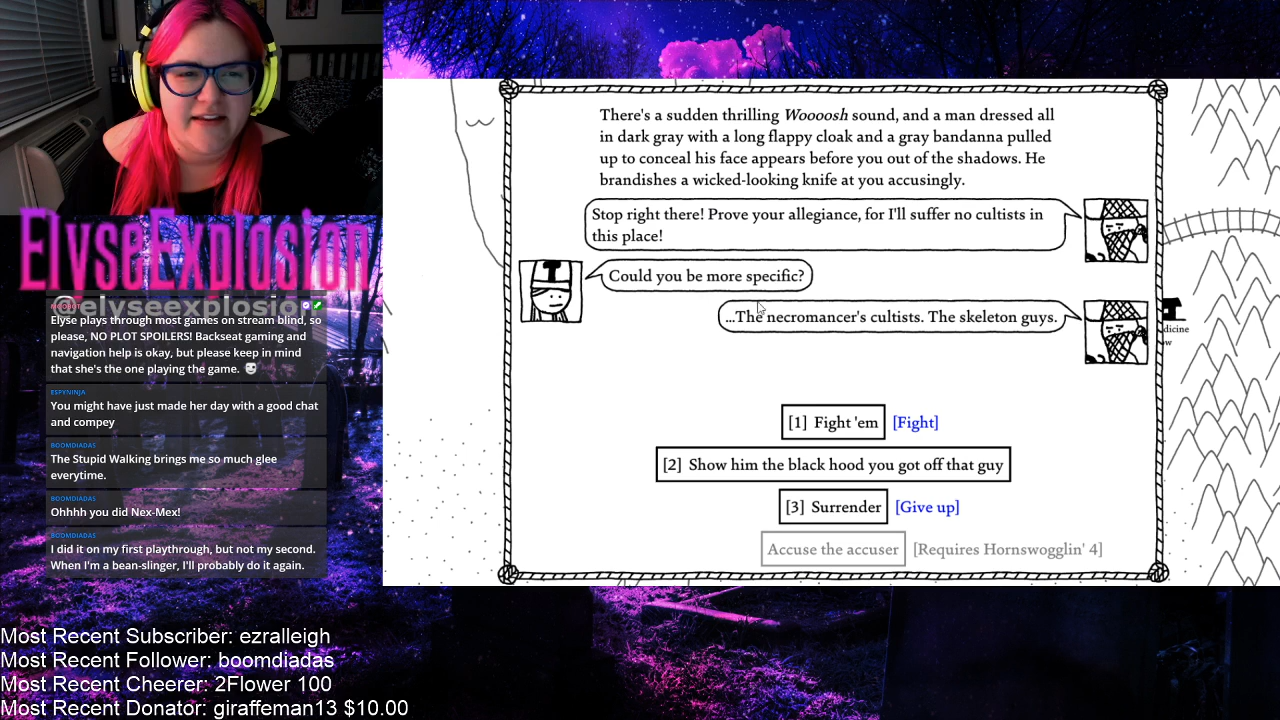 ElyseExplosion
@elyseexplosion
Elyse plays through most games on stream blind, so
please, NO PLOT SPOILERS! Backseat gaming and
navigation help is okay, but please keep in mind
that she's the one playing the game.
ESPYNINJA
You might have just made her day with a good chat
and compey
BOOMDIADAS
The Stupid Walking brings me so much glee
everytime.
BOOMDIADAS
Ohhhh you did Nex-Mex!
BOOMDIADAS
I did it on my first playthrough, but not my second.
When I'm a bean-slinger, I'll probably do it again.
Most Recent Subscriber: ezralleigh
Most Recent Follower: boomdiadas
Most Recent Cheerer: 2Flower 100
Most Recent Donator: giraffeman13 $10.00
There's a sudden thrilling Woooosh sound, and a man dressed all
in dark gray with a long flappy cloak and a gray bandanna pulled
up to conceal his face appears before you out of the shadows. He
brandishes a wicked-looking knife at you accusingly.
Stop right there! Prove your allegiance, for I'll suffer no cultists in
this place!
Could you be more specific?
...The necromancer's cultists. The skeleton guys.
[1] Fight 'em [Fight]
[2] Show him the black hood you got off that guy
[3] Surrender [Give up]
Accuse the accuser [Requires Hornswogglin' 4]